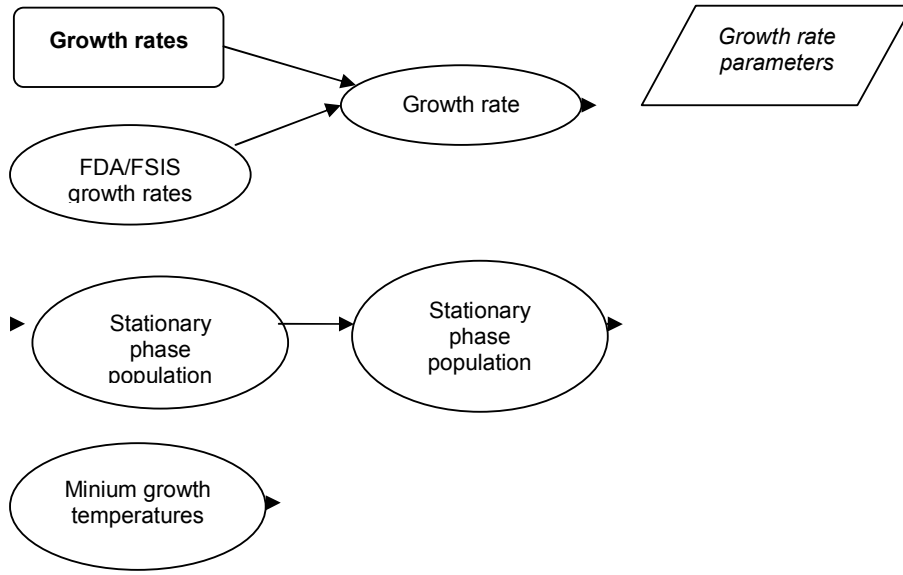 Growth rates
Growth rate
parameters
Growth rate
FDA/FSIS
growth rates
Stationary
phase
population
Stationary
phase
population
Minium growth
temperatures